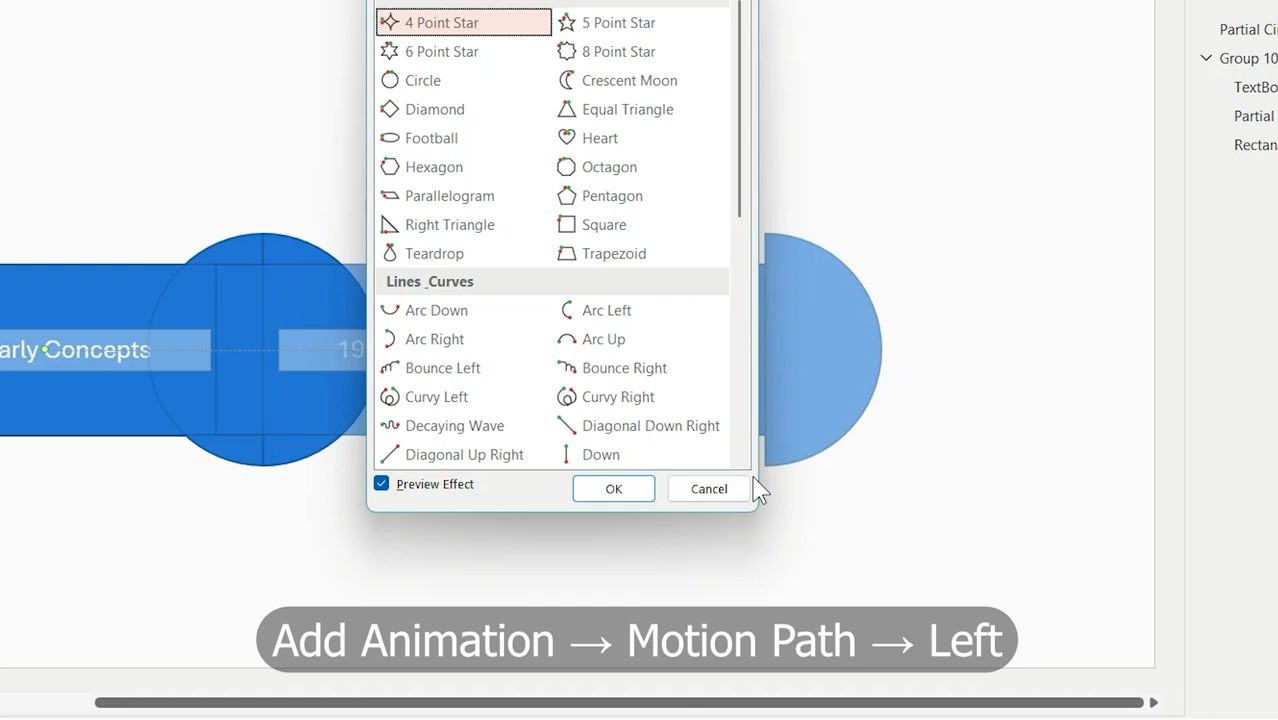 4 Point Star
5 Point Star
6 Point Star
8 Point Star
Circle
Crescent Moon
Diamond
Equal Triangle
Football
Heart
Hexagon
Octagon
Parallelogram
Pentagon
Right Triangle
Square
Teardrop
Trapezoid
Lines _Curves
Arc Down
Arc Left
Arc Right
Arc Up
Bounce Left
Bounce Right
Curvy Left
Curvy Right
Decaying Wave
Diagonal Down Right
Diagonal Up Right
Down
Preview Effect
OK
Cancel
arly Concepts
19
Partial Ci
Group 10
TextBo
Partial
Rectan
Add Animation → Motion Path → Left